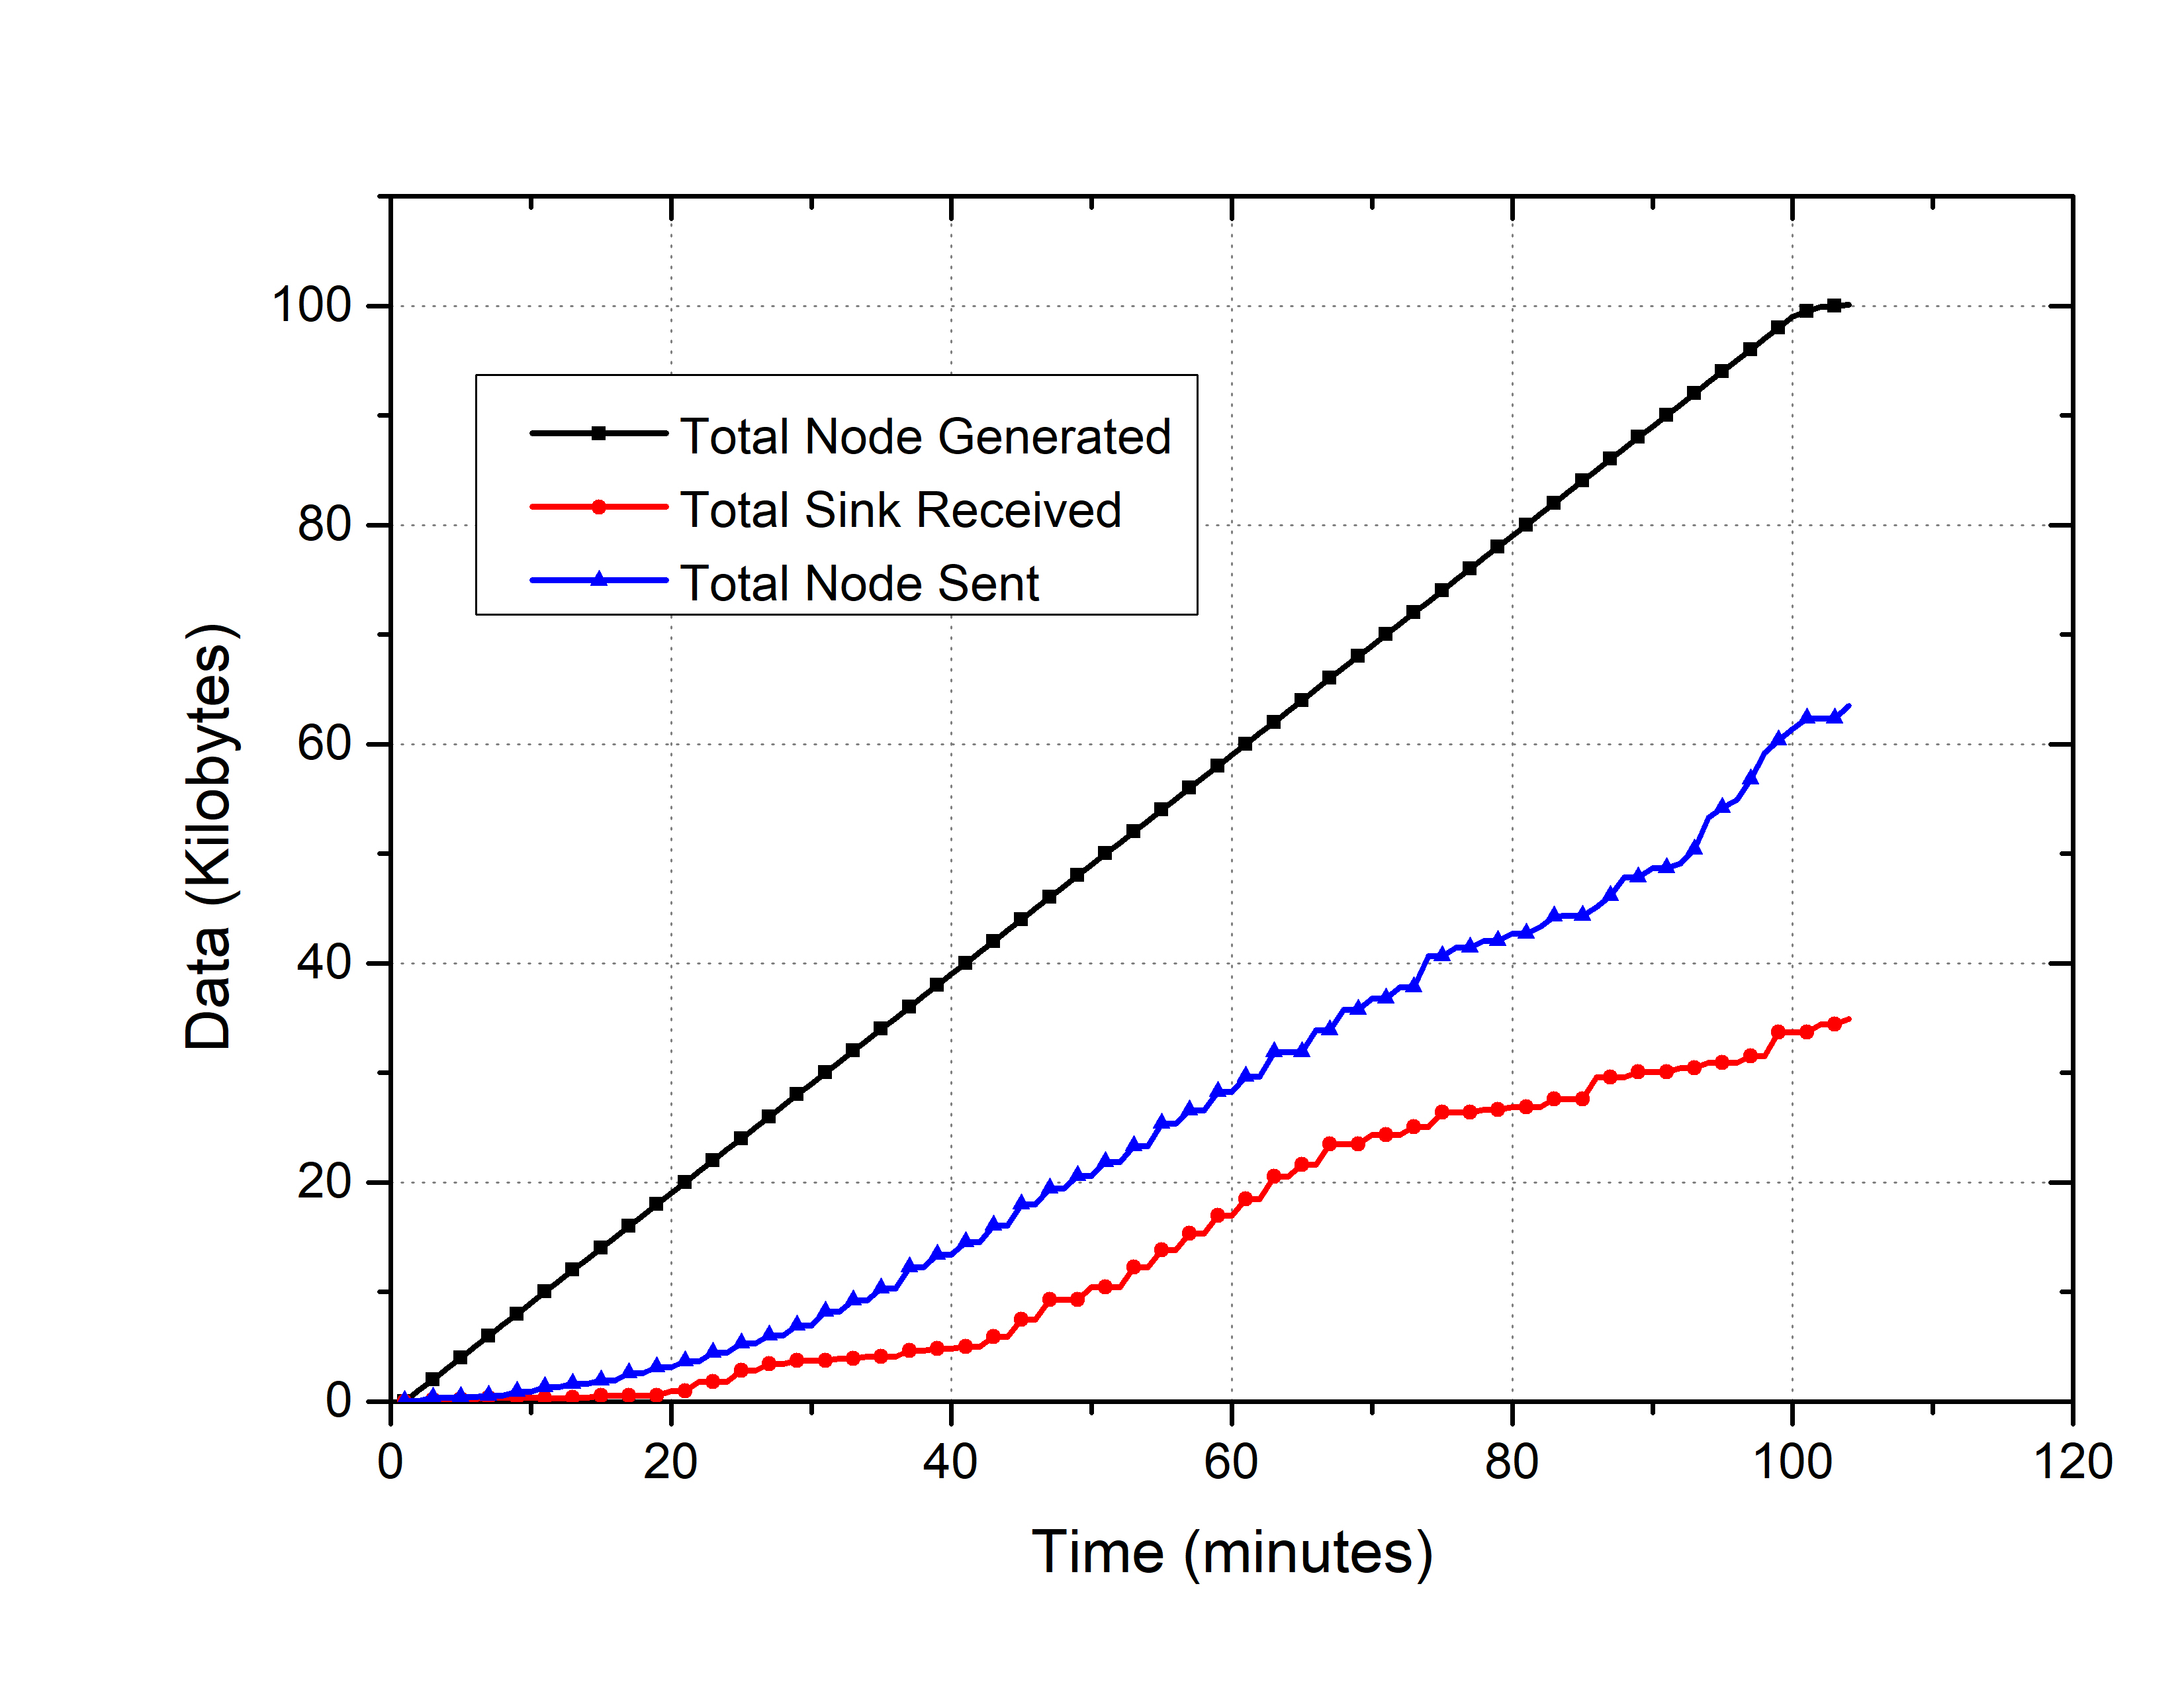 100
80
60
40
20
0
Data (Kilobytes)
Total Node Generated
Total Sink Received
Total Node Sent
0 20 40 60 80 100 120
Time (minutes)